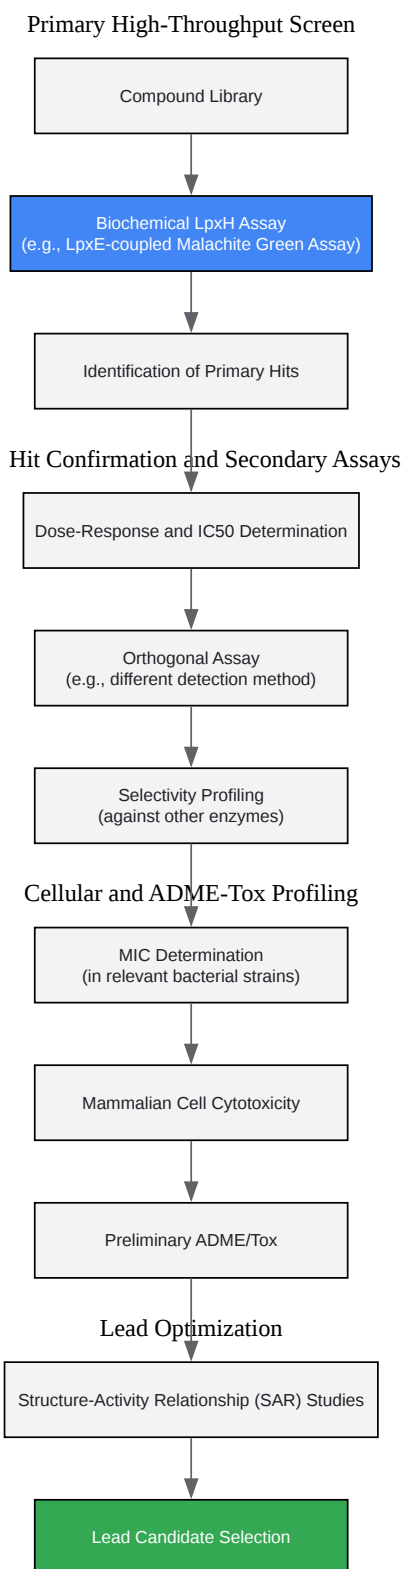 Primary High-Throughput Screen
Compound Library
Biochemical LpxH Assay
(e.g., LpxE-coupled Malachite Green Assay)
Identification of Primary Hits
Hit Confirmation and Secondary Assays
Dose-Response and IC50 Determination
Orthogonal Assay
(e.g., different detection method)
Selectivity Profiling
(against other enzymes)
Cellular and ADME-Tox Profiling
MIC Determination
(in relevant bacterial strains)
Mammalian Cell Cytotoxicity
Preliminary ADME/Tox
Lead Optimization
Structure-Activity Relationship (SAR) Studies
Lead Candidate Selection